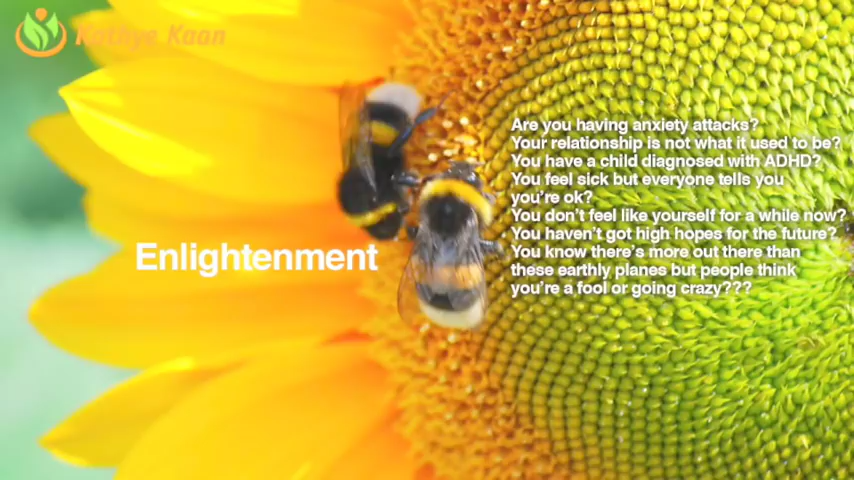 Kathye Kaan
Enlightenment
Are you having anxiety attacks?
Your relationship is not what it used to be?
You have a child diagnosed with ADHD?
You feel sick but everyone tells you
you're ok?
You don't feel like yourself for a while now?
You haven't got high hopes for the future?
You know there's more out there than
these earthly planes but people think
you're a fool or going crazy???